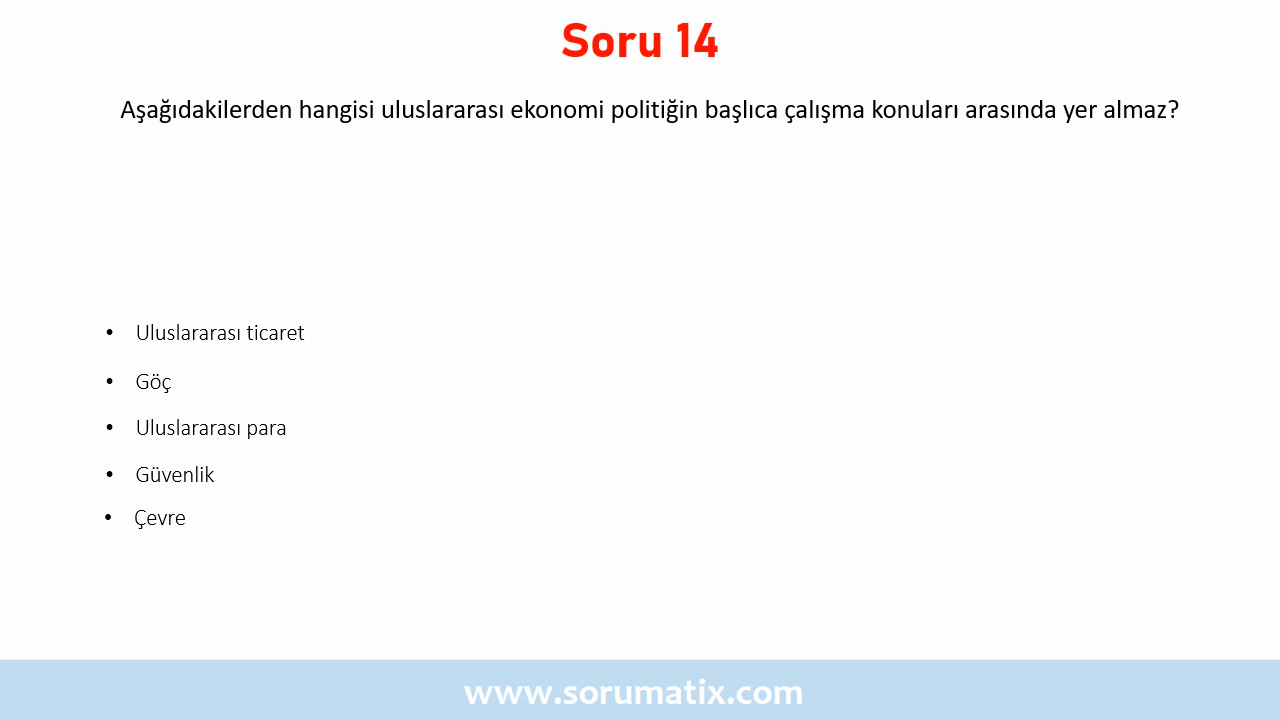 Soru 14
Aşağıdakilerden hangisi uluslararası ekonomi politiğin başlıca çalışma konuları arasında yer almaz?
• Uluslararası ticaret
• Göç
• Uluslararası para
• Güvenlik
• Çevre
www.sorumatix.com